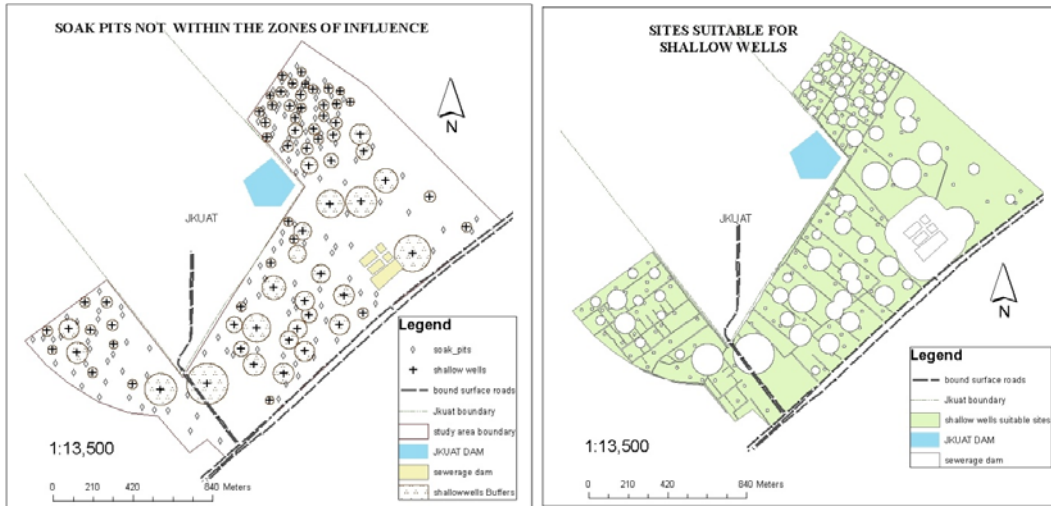 SOAK PITS NOT WITHIN THE ZONES OF INFLUENCE
N
JKUAT
Legend
soak_pits
shallow wells
bound surface roads
Jkuat boundary
study area boundary
JKUAT DAM
sewerage dam
shallowwells Buffers
1:13,500
0 210 420 840 Meters
SITES SUITABLE FOR
SHALLOW WELLS
JKUAT
N
Legend
bound surface roads
Jkuat boundary
shallow wells suitable sites
JKUAT DAM
sewerage dam
1:13,500
0 210 420 840 Meters